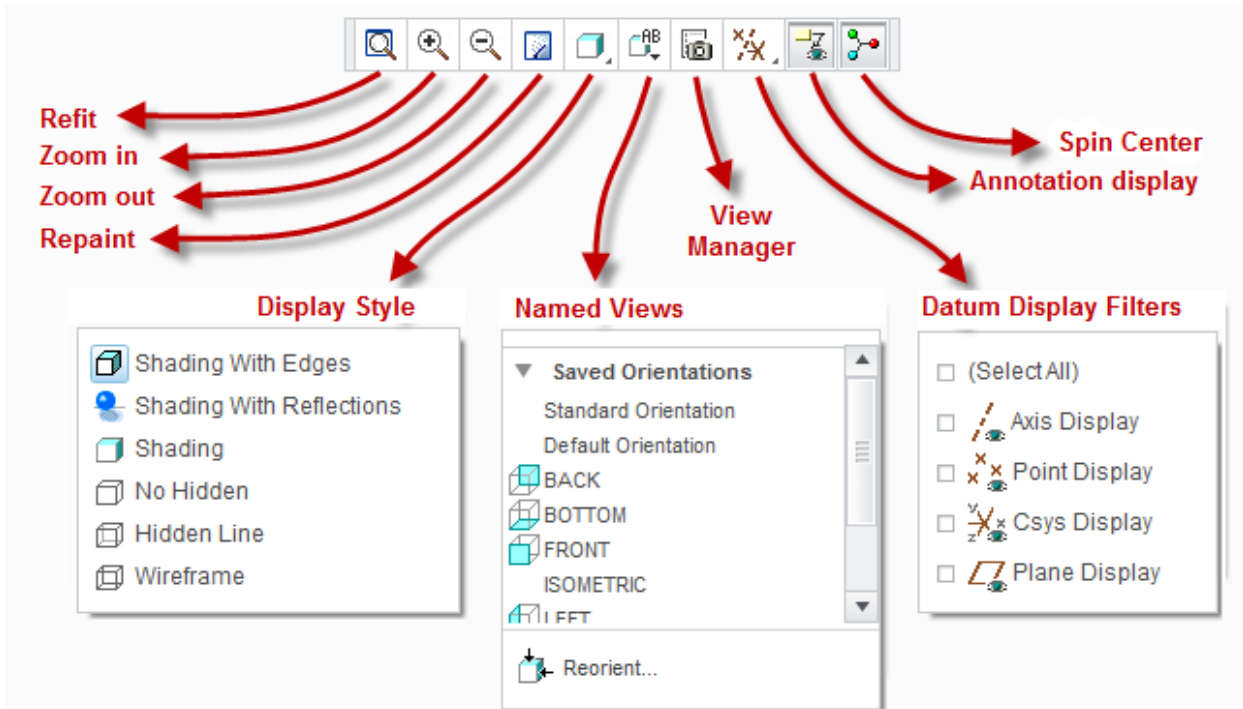 AB
Refit
Zoom in
Zoom out
Repaint
Spin Center
Annotation display
View
Manager
Display Style
Shading With Edges
Shading With Reflections
Shading
No Hidden
Hidden Line
Wireframe
Named Views
Saved Orientations
Standard Orientation
Default Orientation
BACK
BOTTOM
FRONT
ISOMETRIC
LEFT
Reorient...
Datum Display Filters
(Select All)
Axis Display
Point Display
Csys Display
Plane Display